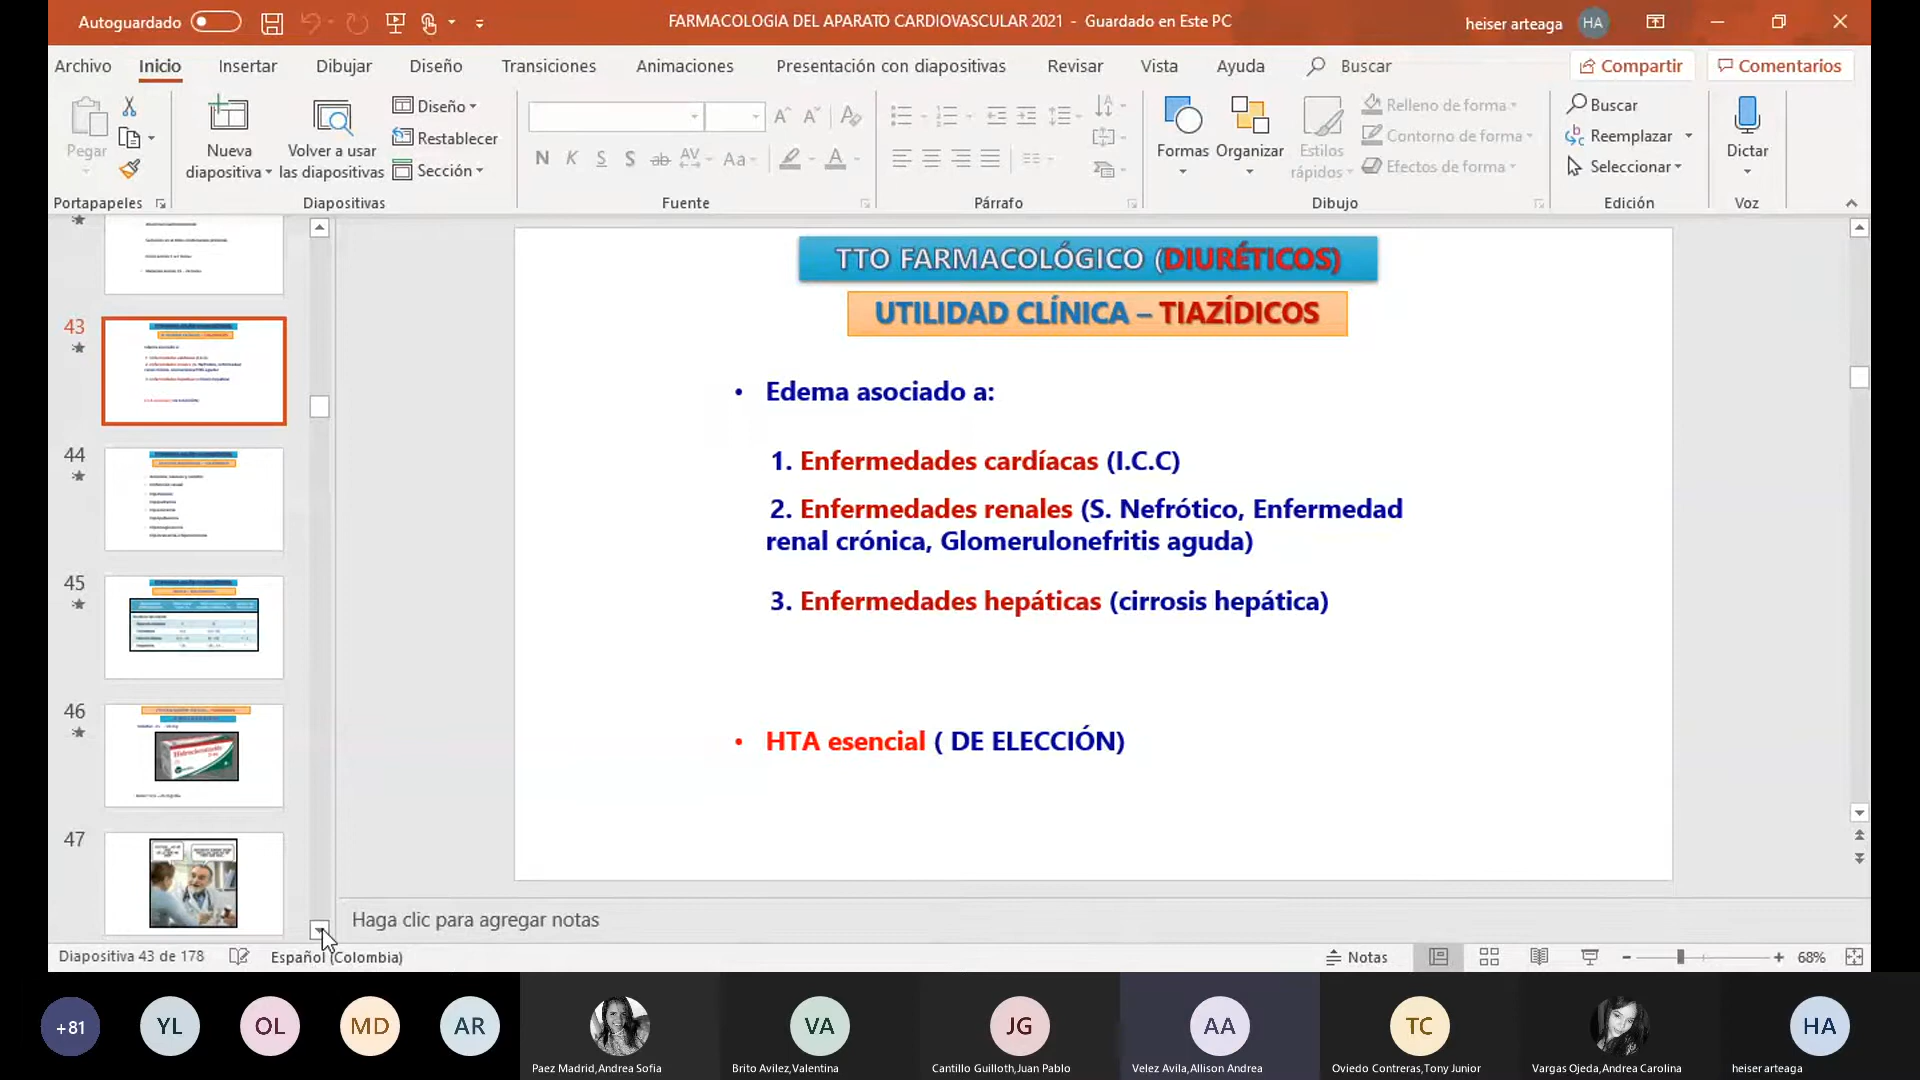 Autoguardado
FARMACOLOGIA DEL APARATO CARDIOVASCULAR 2021 - Guardado en Este PC
heiser arteaga
HA
Archivo Inicio Insertar Dibujar Diseño Transiciones Animaciones Presentación con diapositivas Revisar Vista Ayuda Buscar Compartir Comentarios
Pegar
Nueva diapositiva
Volver a usar las diapositivas
Diseño
Restablecer
Sección
N K S S ab AV Aa A
Formas Organizar
Estilos rápidos
Relleno de forma
Contorno de forma
Efectos de forma
Buscar
Reemplazar
Seleccionar
Dictar
Portapapeles Diapositivas Fuente Párrafo Dibujo Edición Voz
43
44
45
46
47
TTO FARMACOLÓGICO (DIURÉTICOS)
UTILIDAD CLÍNICA – TIAZÍDICOS
• Edema asociado a:
1. Enfermedades cardíacas (I.C.C)
2. Enfermedades renales (S. Nefrótico, Enfermedad
renal crónica, Glomerulonefritis aguda)
3. Enfermedades hepáticas (cirrosis hepática)
• HTA esencial ( DE ELECCIÓN)
Haga clic para agregar notas
Diapositiva 43 de 178 Español (Colombia) Notas 68%
+81 YL OL MD AR VA JG AA TC HA
Paez Madrid,Andrea Sofia Brito Avilez,Valentina Cantillo Guilloth,Juan Pablo Velez Avila,Allison Andrea Oviedo Contreras,Tony Junior Vargas Ojeda,Andrea Carolina heiser arteaga